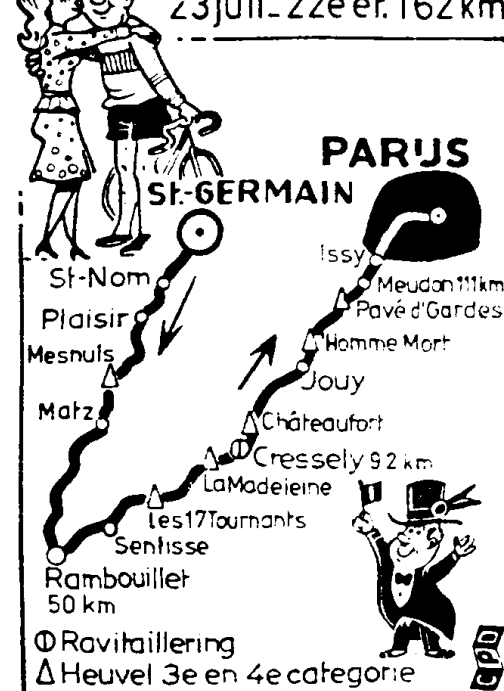 23 juli - 22e er. 162 km
PARIJS
St-GERMAIN
Issy
St-Nom
Meudon 111 km
Plaisir
Pavé d'Gardes
Mesnuls
Homme Mort
Jouy
Matz
Châteaufort
Cressely 92 km
La Madeleine
les 17 Tournants
Sentisse
Rambouillet
50 km
Ravitaillering
Heuvel 3e en 4e categorie
CPD